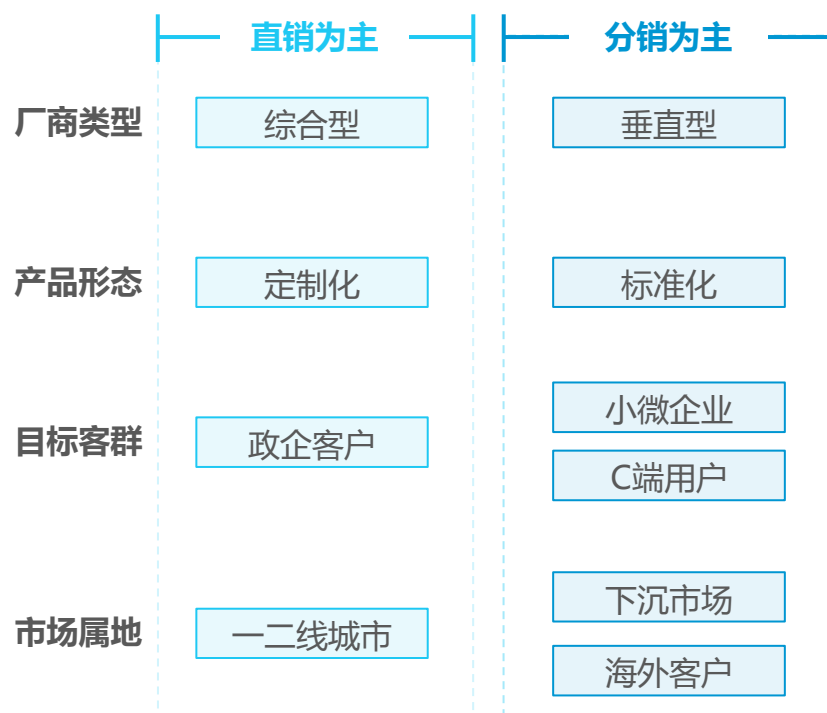 直销为主
分销为主
厂商类型
综合型
垂直型
产品形态
定制化
标准化
目标客群
政企客户
小微企业
C端用户
市场属地
一二线城市
下沉市场
海外客户